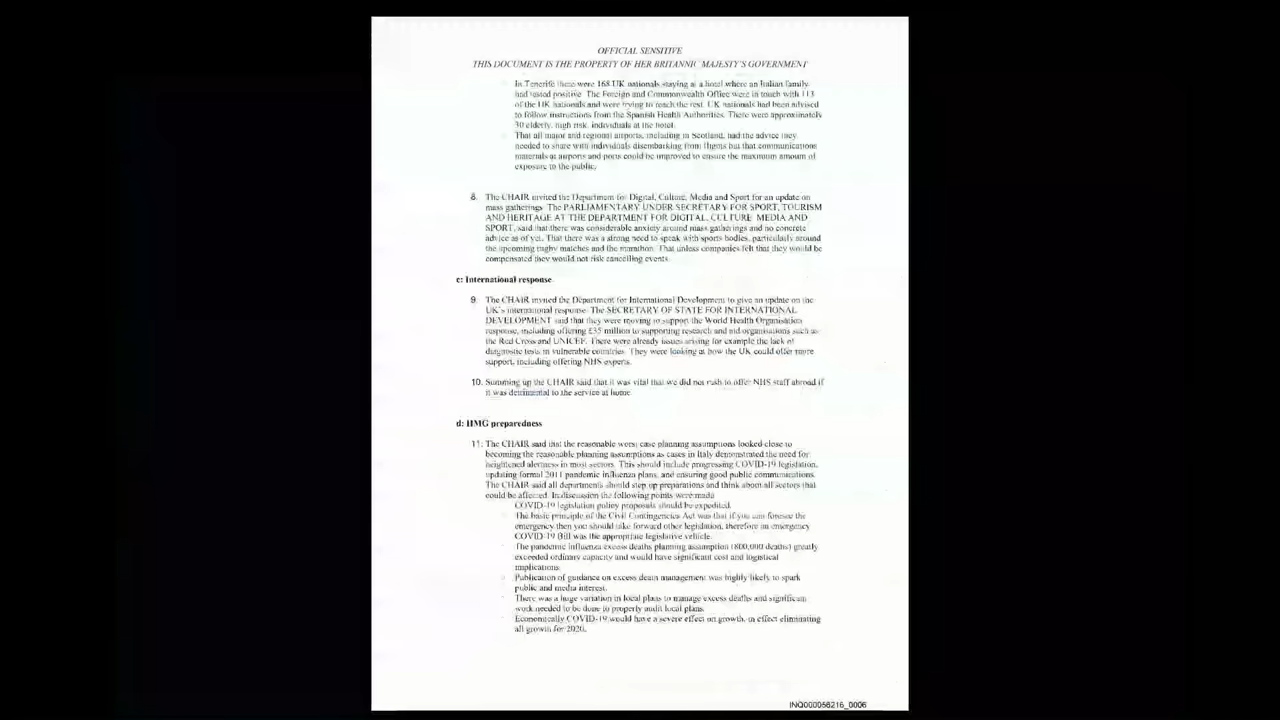 OFFICIAL SENSITIVE
THIS DOCUMENT IS THE PROPERTY OF HER BRITANNIC MAJESTY'S GOVERNMENT
In Tenerife there were 168 UK nationals staying at a hotel where an Italian family
had tested positive. The Foreign and Commonwealth Office were in touch with 113
of the UK nationals and were trying to reach the rest. UK nationals had been advised
to follow instructions from the Spanish Health Authorities. There were approximately
30 elderly, high risk, individuals at the hotel.
That all major and regional airports, including in Scotland, had the advice they
needed to share with individuals disembarking from flights but that communications
materials at airports and ports could be improved to ensure the maximum amount of
exposure to the public.
8. The CHAIR invited the Department for Digital, Culture, Media and Sport for an update on
mass gatherings. The PARLIAMENTARY UNDER SECRETARY FOR SPORT, TOURISM
AND HERITAGE AT THE DEPARTMENT FOR DIGITAL, CULTURE MEDIA AND
SPORT, said that there was considerable anxiety around mass gatherings and no concrete
advice as of yet. That there was a strong need to speak with sports bodies, particularly around
the upcoming rugby matches and the marathon. That unless companies felt that they would be
compensated they would not risk cancelling events.
c: International response
9. The CHAIR invited the Department for International Development to give an update on the
UK's international response. The SECRETARY OF STATE FOR INTERNATIONAL
DEVELOPMENT said that they were moving to support the World Health Organisation
response, including offering £35 million to supporting research and aid organisations such as
the Red Cross and UNICEF. There were already issues arising for example the lack of
diagnostic tests in vulnerable countries. They were looking at how the UK could offer more
support, including offering NHS experts.
10. Summing up the CHAIR said that it was vital that we did not rush to offer NHS staff abroad if
it was detrimental to the service at home.
d: HMG preparedness
11. The CHAIR said that the reasonable worst case planning assumptions looked close to
becoming the reasonable planning assumptions as cases in Italy demonstrated the need for
heightened alertness in most sectors. This should include progressing COVID-19 legislation,
updating formal 2011 pandemic influenza plans, and ensuring good public communications.
The CHAIR said all departments should step up preparations and think about all sectors that
could be affected. In discussion the following points were made
COVID-19 legislation policy proposals should be expedited.
The basic principle of the Civil Contingencies Act was that if you can foresee the
emergency then you should take forward other legislation, therefore an emergency
COVID-19 Bill was the appropriate legislative vehicle.
The pandemic influenza excess deaths planning assumption (800,000 deaths) greatly
exceeded ordinary capacity and would have significant cost and logistical
implications.
Publication of guidance on excess death management was highly likely to spark
public and media interest.
There was a huge variation in local plans to manage excess deaths and significant
work needed to be done to properly audit local plans.
Economically COVID-19 would have a severe effect on growth, in effect eliminating
all growth for 2020.
INQ000056216_0006